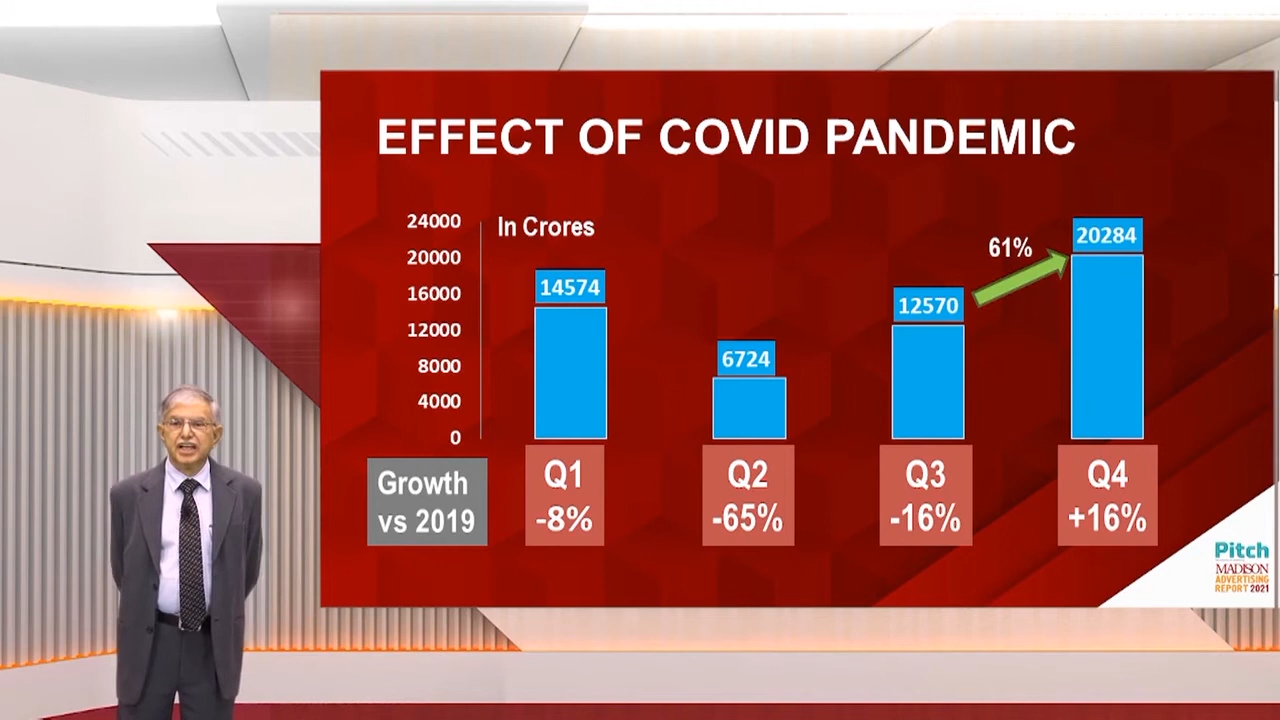 EFFECT OF COVID PANDEMIC
In Crores
24000
20000
16000
12000
8000
4000
0
14574
6724
12570
61%
20284
Growth
vs 2019
Q1
-8%
Q2
-65%
Q3
-16%
Q4
+16%
Pitch
MADISON
ADVERTISING
REPORT 2021